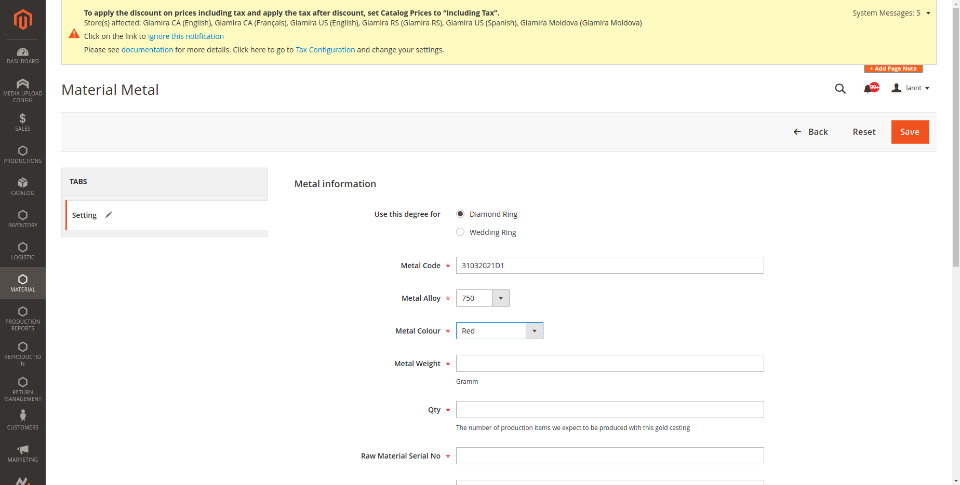 To apply the discount on prices including tax and apply the tax after discount, set Catalog Prices to "Including Tax".
Store(s) affected: Glamira CA (English), Glamira CA (Français), Glamira US (English), Glamira RS (Glamira RS), Glamira US (Spanish), Glamira Moldova (Glamira Moldova)
Click on the link to ignore this notification
Please see documentation for more details. Click here to go to Tax Configuration and change your settings.
System Messages: 5
+ Add Page Note
Material Metal
99+
lannt
Back
Reset
Save
DASHBOARD
MEDIA UPLOAD
CONFIG
SALES
PRODUCTIONS
CATALOG
INVENTORY
LOGISTIC
MATERIAL
PRODUCTION
REPORTS
REPRODUCTIO
N
RETURN
MANAGEMENT
CUSTOMERS
MARKETING
TABS
Setting
Metal information
Use this degree for
Diamond Ring
Wedding Ring
Metal Code *
31032021D1
Metal Alloy *
750
Metal Colour *
Red
Metal Weight *
Gramm
Qty *
The number of production items we expect to be produced with this gold casting
Raw Material Serial No *